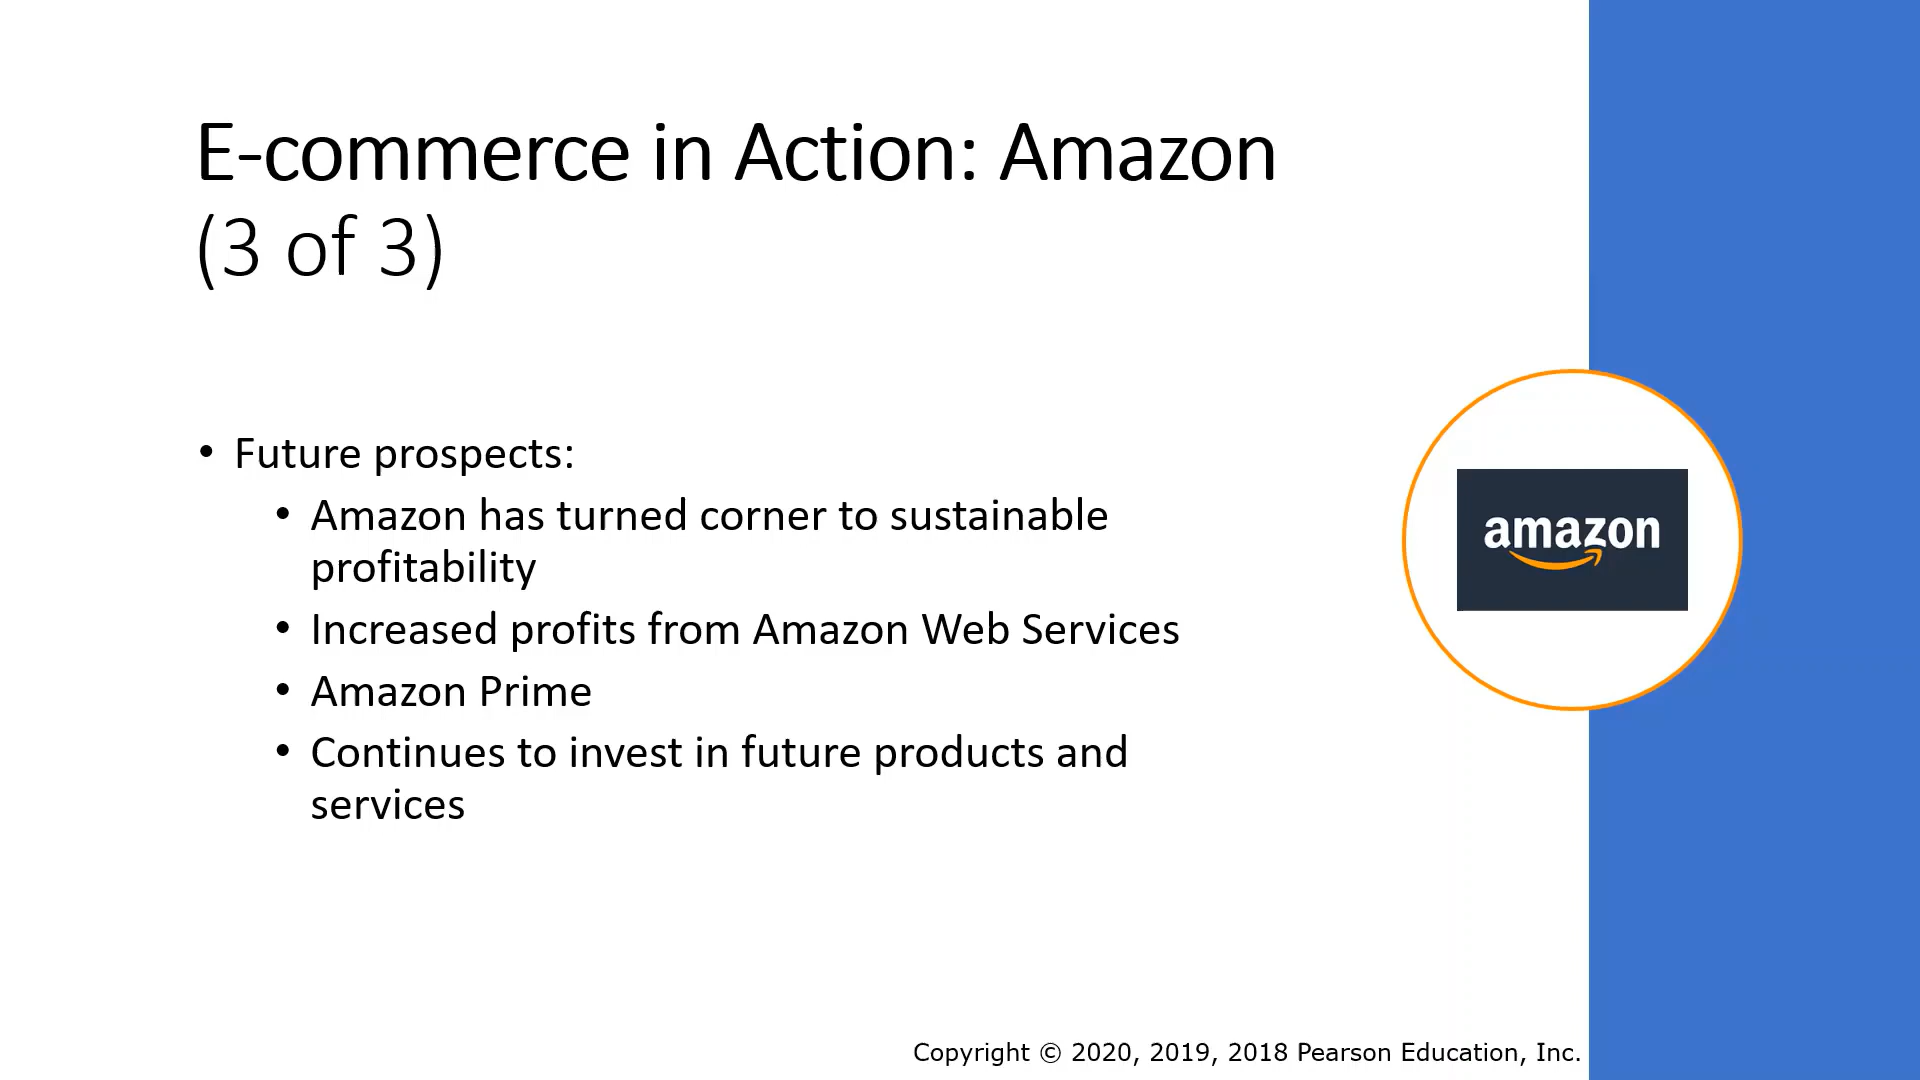 E-commerce in Action: Amazon
(3 of 3)
• Future prospects:
• Amazon has turned corner to sustainable
profitability
• Increased profits from Amazon Web Services
• Amazon Prime
• Continues to invest in future products and
services
amazon
Copyright © 2020, 2019, 2018 Pearson Education, Inc.